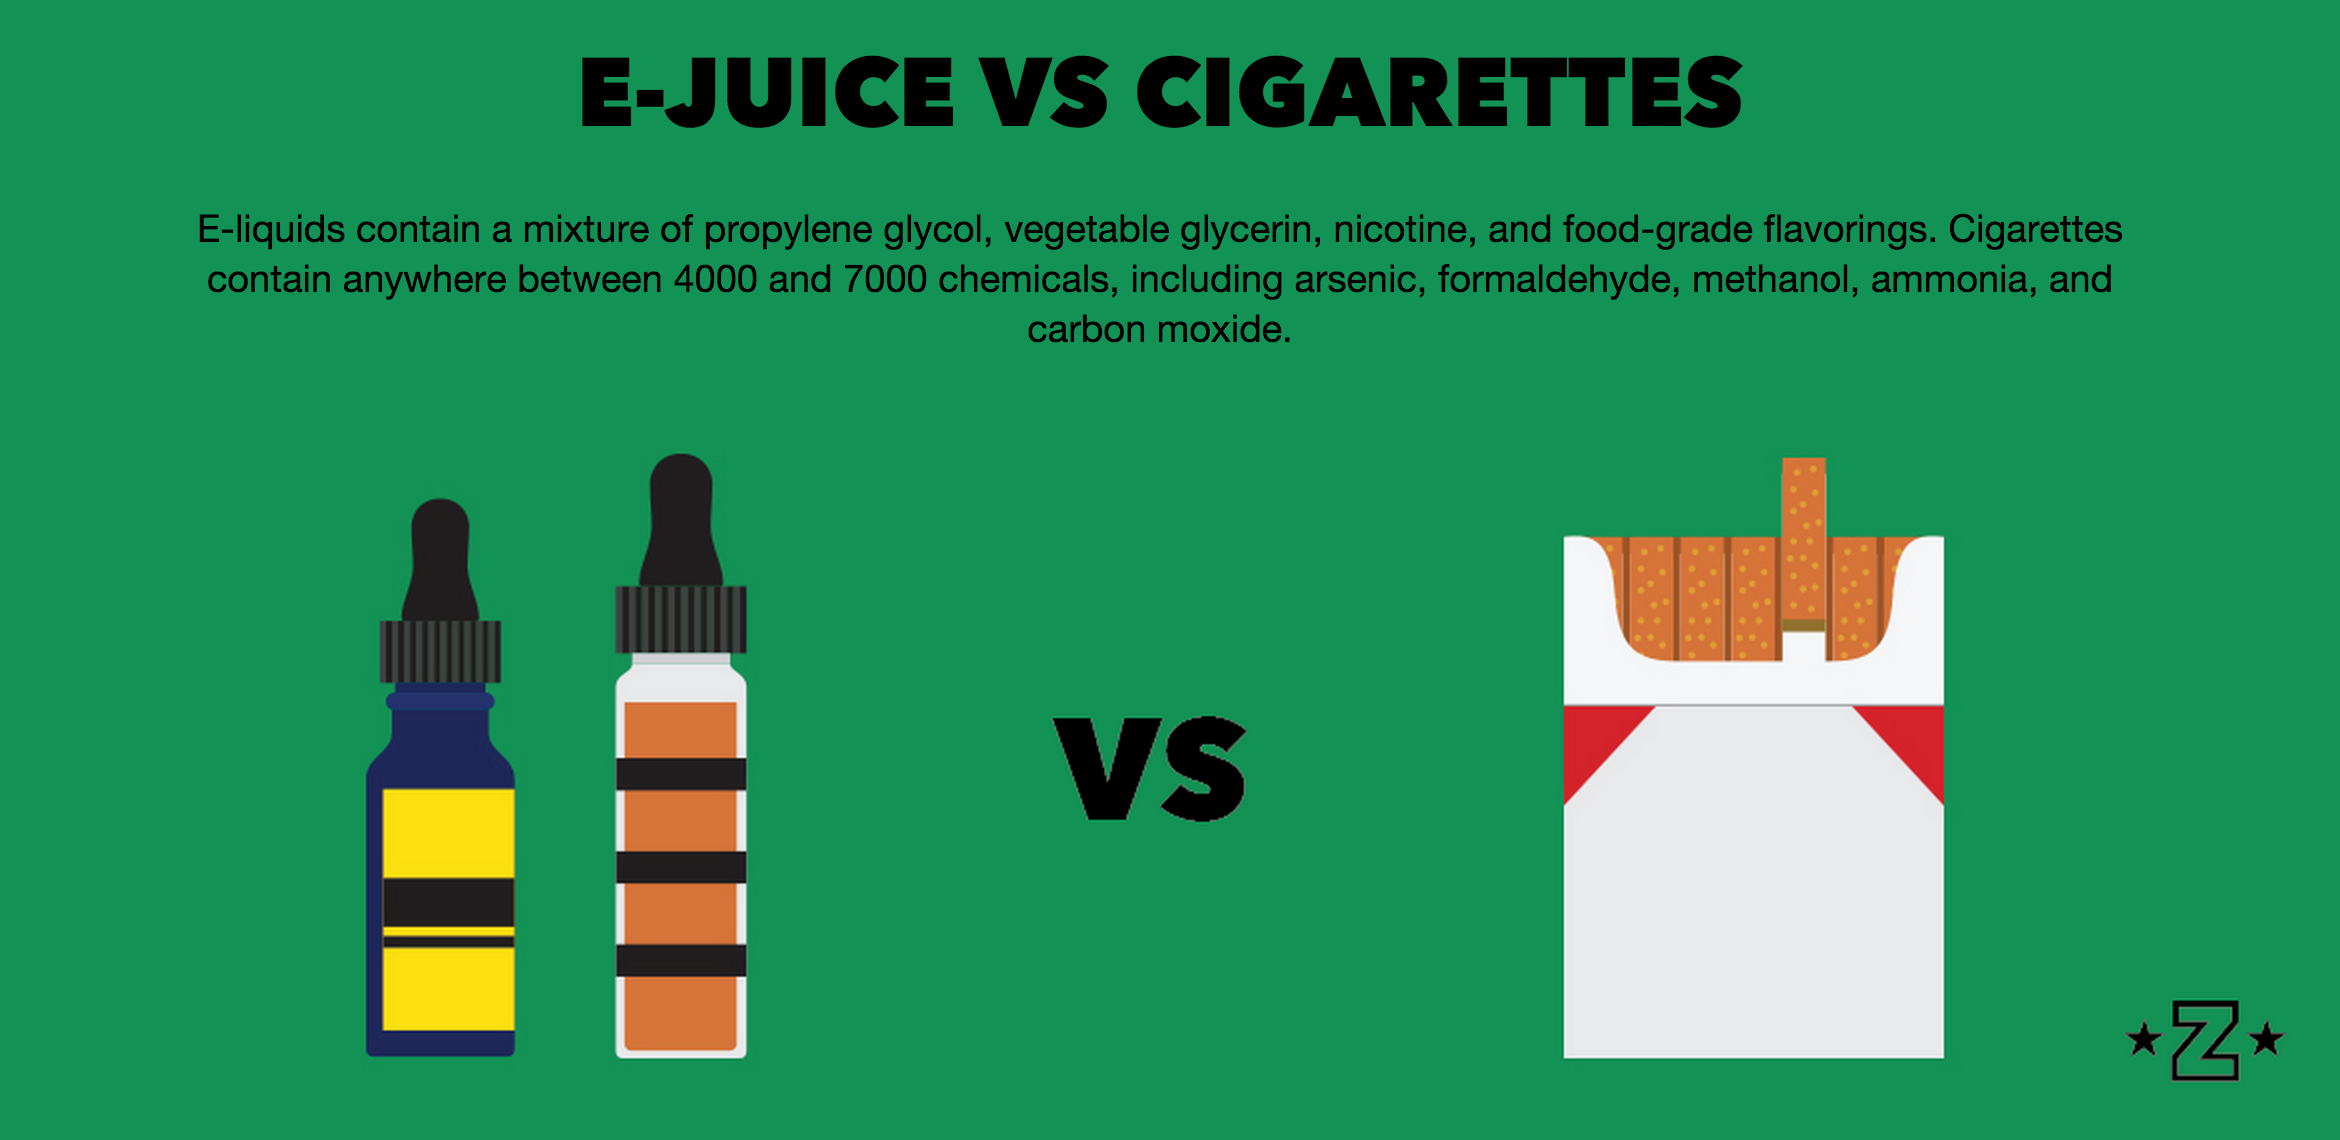 E-JUICE VS CIGARETTES
E-liquids contain a mixture of propylene glycol, vegetable glycerin, nicotine, and food-grade flavorings. Cigarettes
contain anywhere between 4000 and 7000 chemicals, including arsenic, formaldehyde, methanol, ammonia, and
carbon moxide.
VS
★Z★